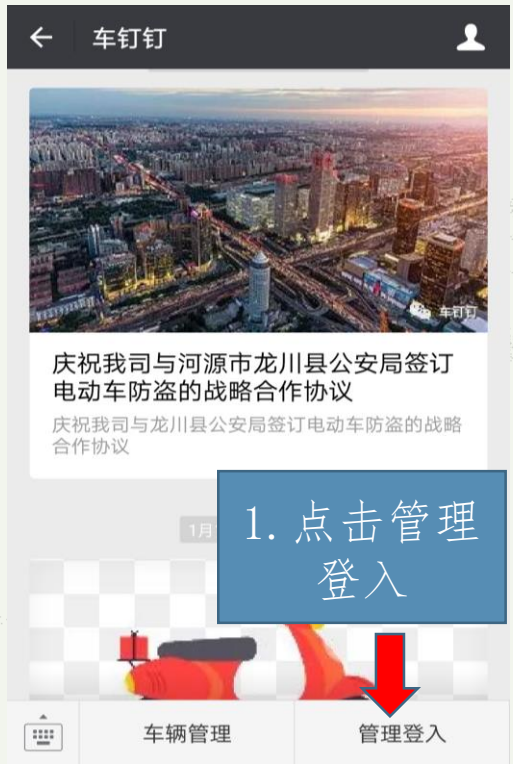 车钉钉
车钉钉
庆祝我司与河源市龙川县公安局签订
电动车防盗的战略合作协议
庆祝我司与龙川县公安局签订电动车防盗的战略
合作协议
1月
1.点击管理
登入
车辆管理
管理登入